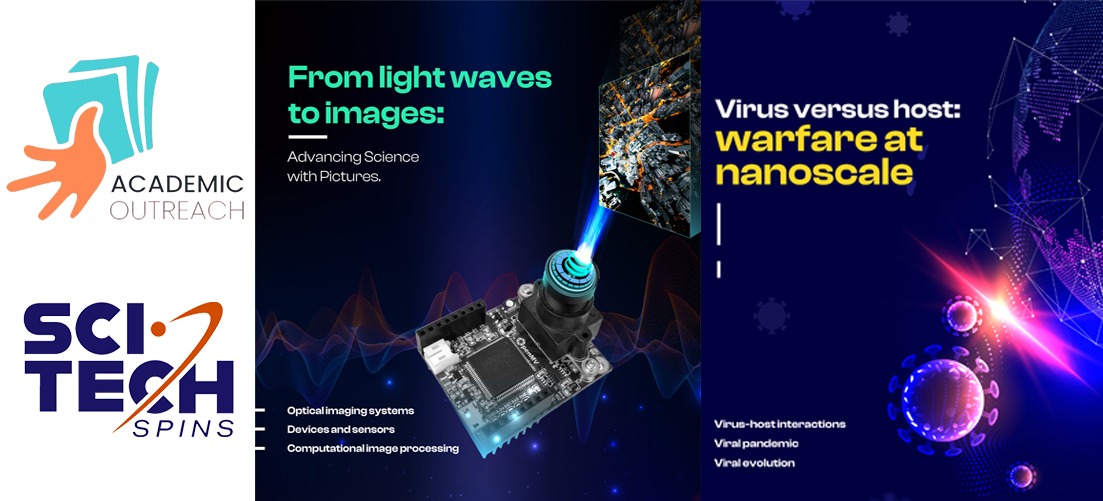 ACADEMIC
OUTREACH
SCI
TECH
SPINS
From light waves
to images:
Advancing Science
with Pictures.
OpenMV
Optical imaging systems
Devices and sensors
Computational image processing
Virus versus host:
warfare at
nanoscale
Virus-host interactions
Viral pandemic
Viral evolution